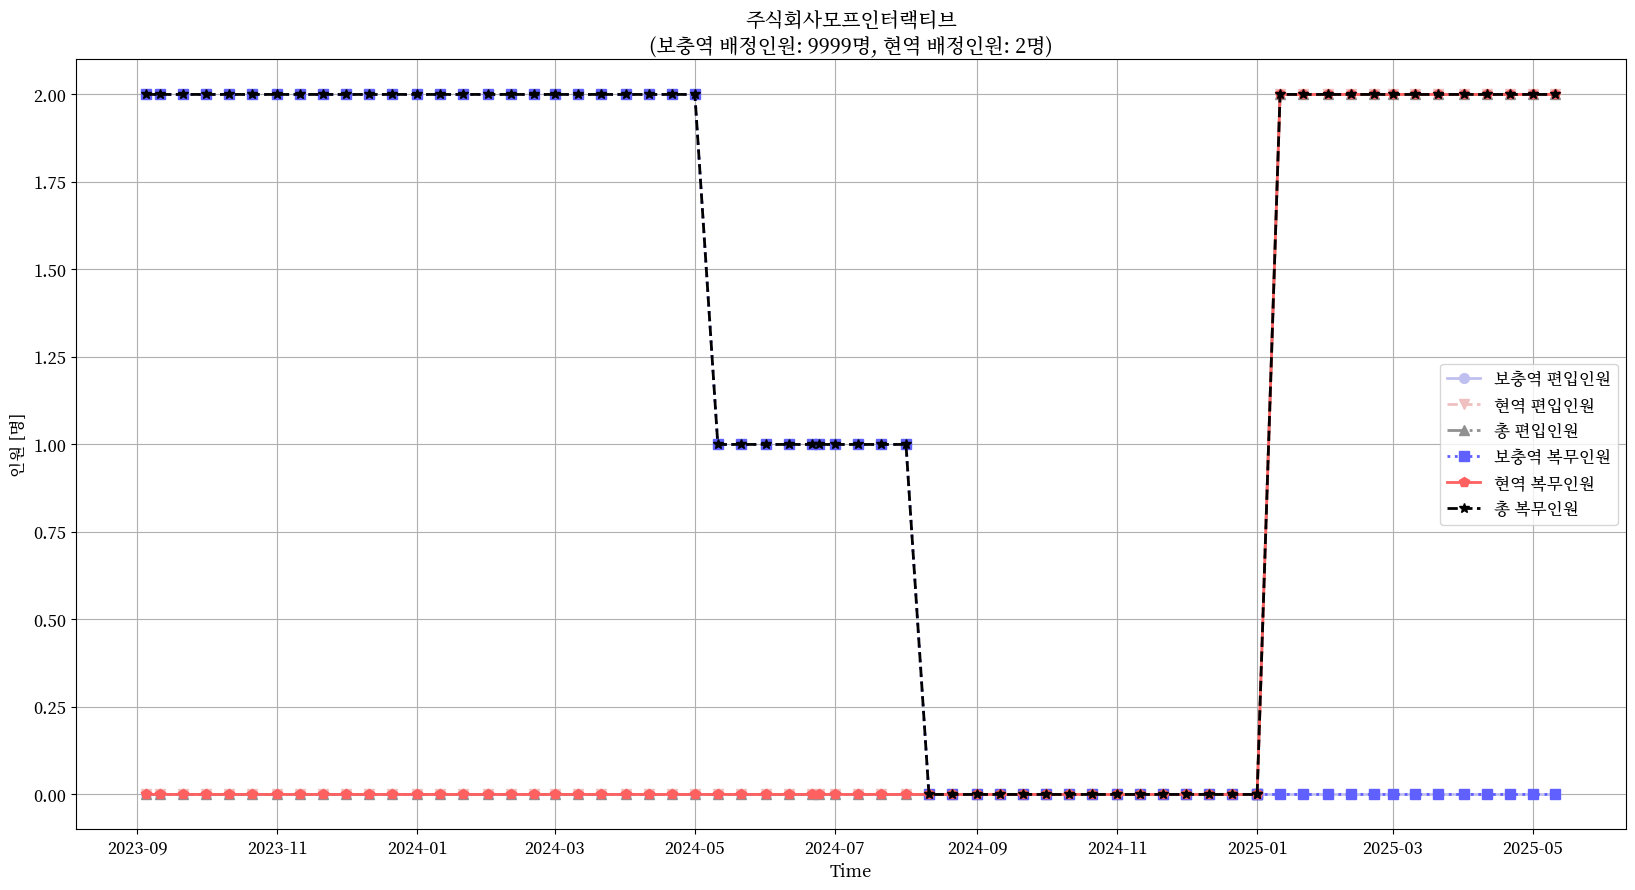 주식회사모프인터랙티브
(보충역 배정인원: 9999명, 현역 배정인원: 2명)
인원 [명]
2.00
1.75
1.50
1.25
1.00
0.75
0.50
0.25
0.00
보충역 편입인원
현역 편입인원
총 편입인원
보충역 복무인원
현역 복무인원
총 복무인원
2023-09
2023-11
2024-01
2024-03
2024-05
2024-07
2024-09
2024-11
2025-01
2025-03
2025-05
Time